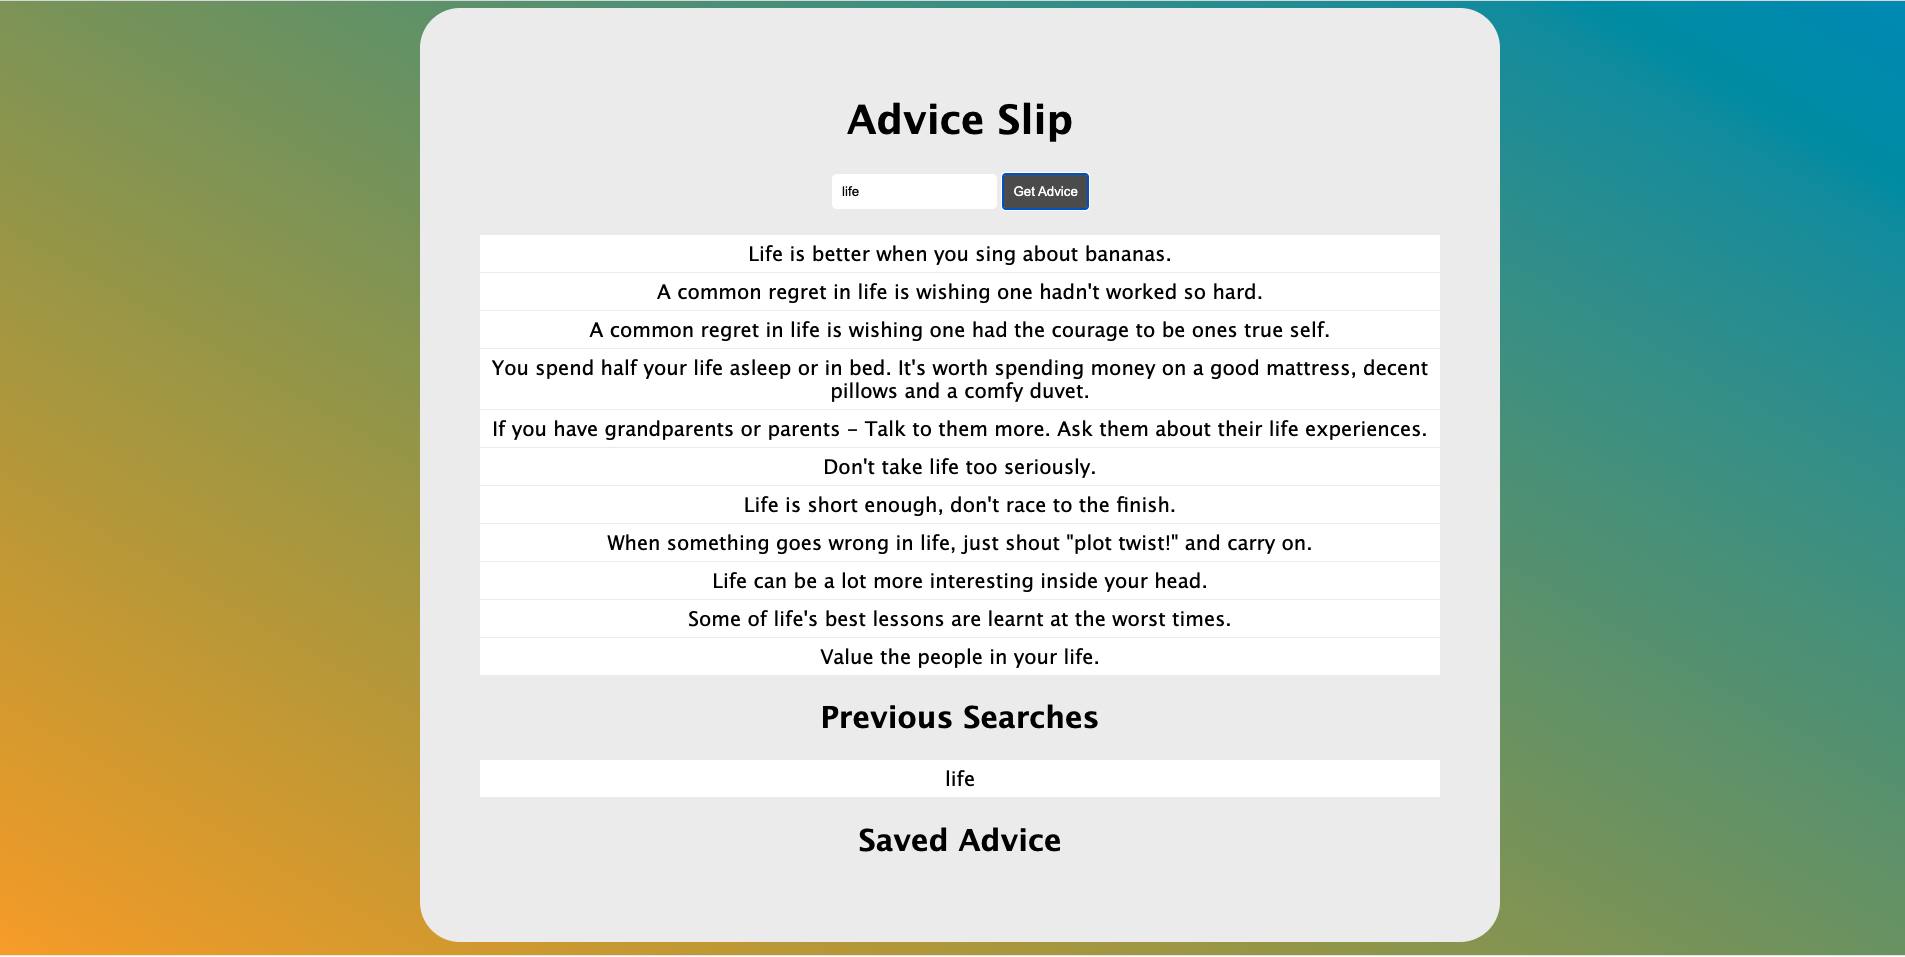 Advice Slip
life Get Advice
Life is better when you sing about bananas.
A common regret in life is wishing one hadn't worked so hard.
A common regret in life is wishing one had the courage to be ones true self.
You spend half your life asleep or in bed. It's worth spending money on a good mattress, decent
pillows and a comfy duvet.
If you have grandparents or parents - Talk to them more. Ask them about their life experiences.
Don't take life too seriously.
Life is short enough, don't race to the finish.
When something goes wrong in life, just shout "plot twist!" and carry on.
Life can be a lot more interesting inside your head.
Some of life's best lessons are learnt at the worst times.
Value the people in your life.
Previous Searches
life
Saved Advice